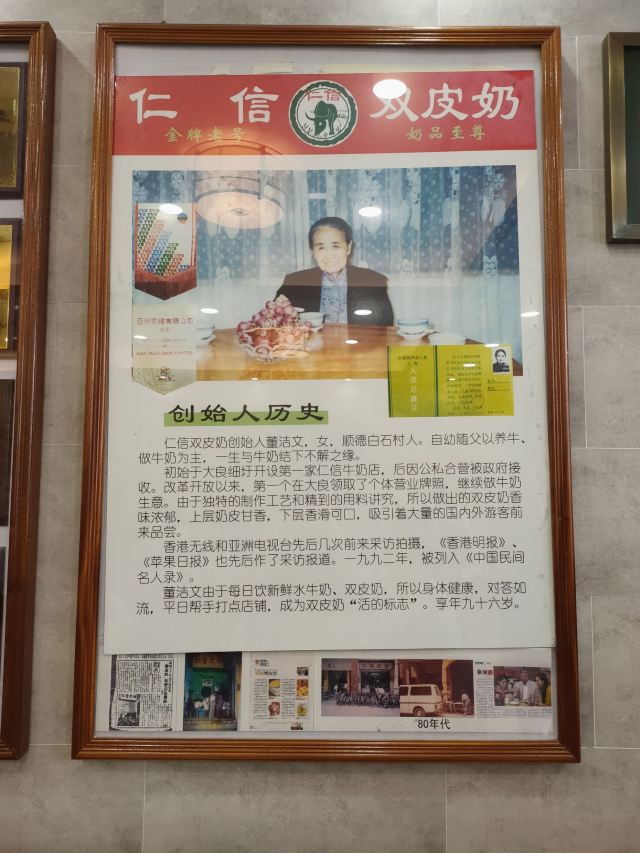 仁 信 仁信 双皮奶
金牌老号 奶品至尊
亞洲電視有限公司
ASIA TELEVISION LIMITED
创始人历史
仁信双皮奶创始人董洁文，女，顺德白石村人。自幼随父以养牛、
做牛奶为主，一生与牛奶结下不解之缘。
初始于大良细圩开设第一家仁信牛奶店，后因公私合营被政府接
收。改革开放以来，第一个在大良领取了个体营业牌照，继续做牛奶
生意。由于独特的制作工艺和精到的用料讲究，所以做出的双皮奶香
味浓郁，上层奶皮甘香，下层香滑可口，吸引着大量的国内外游客前
来品尝。
香港无线和亚洲电视台先后几次前来采访拍摄，《香港明报》、
《苹果日报》也先后作了采访报道。一九九二年，被列入《中国民间
名人录》。
董洁文由于每日饮新鲜水牛奶、双皮奶，所以身体健康，对答如
流，平日帮手打点店铺，成为双皮奶“活的标志”。享年九十六岁。
'80年代